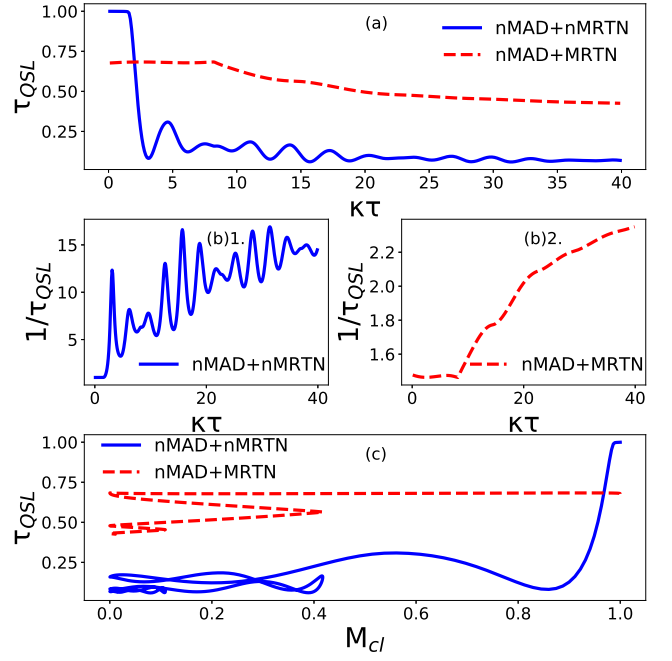 (a)
nMAD+nMRTN
nMAD+MRTN
1.00
0.75
0.50
0.25
τQSL
0 5 10 15 20 25 30 35 40
κτ
(b)1.
15
10
5
1/τQSL
nMAD+nMRTN
0 20 40
κτ
(b)2.
2.2
2.0
1.8
1.6
1/τQSL
nMAD+MRTN
0 20 40
κτ
nMAD+nMRTN
nMAD+MRTN
(c)
1.00
0.75
0.50
0.25
τQSL
0.0 0.2 0.4 0.6 0.8 1.0
Mcl